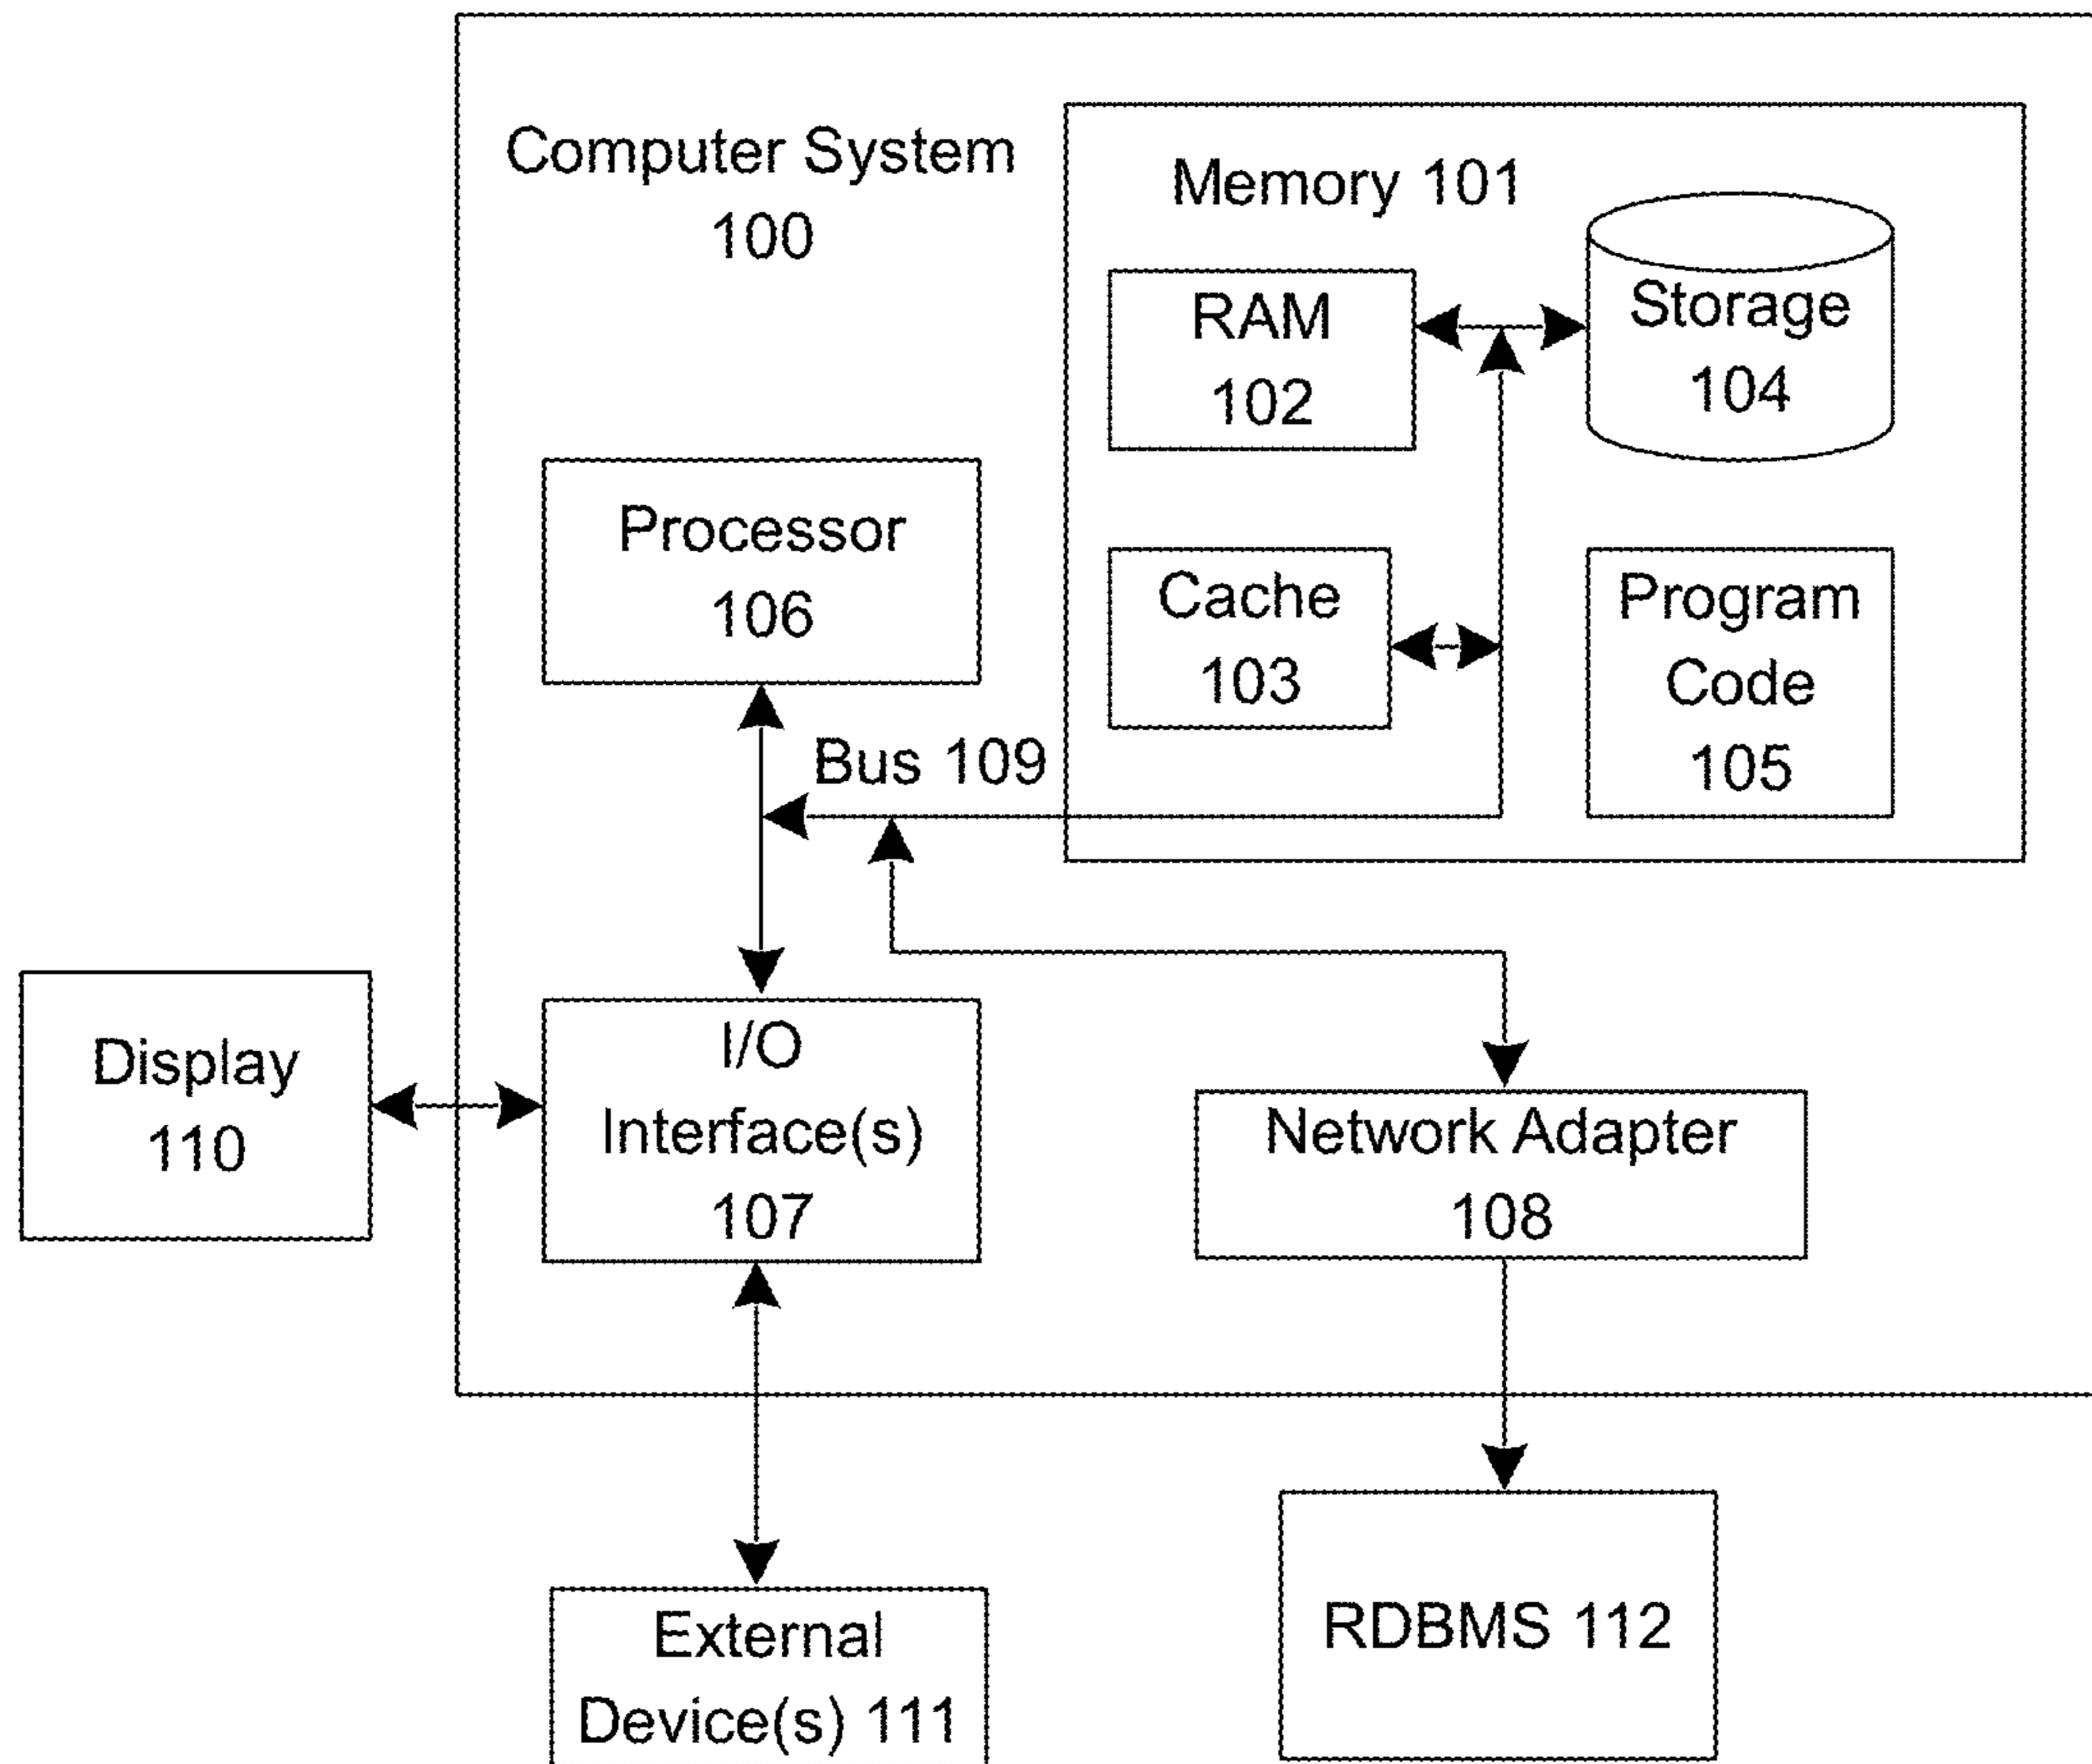 Computer System
100
Memory 101
RAM
102
Storage
104
Processor
106
Cache
103
Program
Code
105
Bus 109
Display
110
I/O
Interface(s)
107
Network Adapter
108
External
Device(s) 111
RDBMS 112